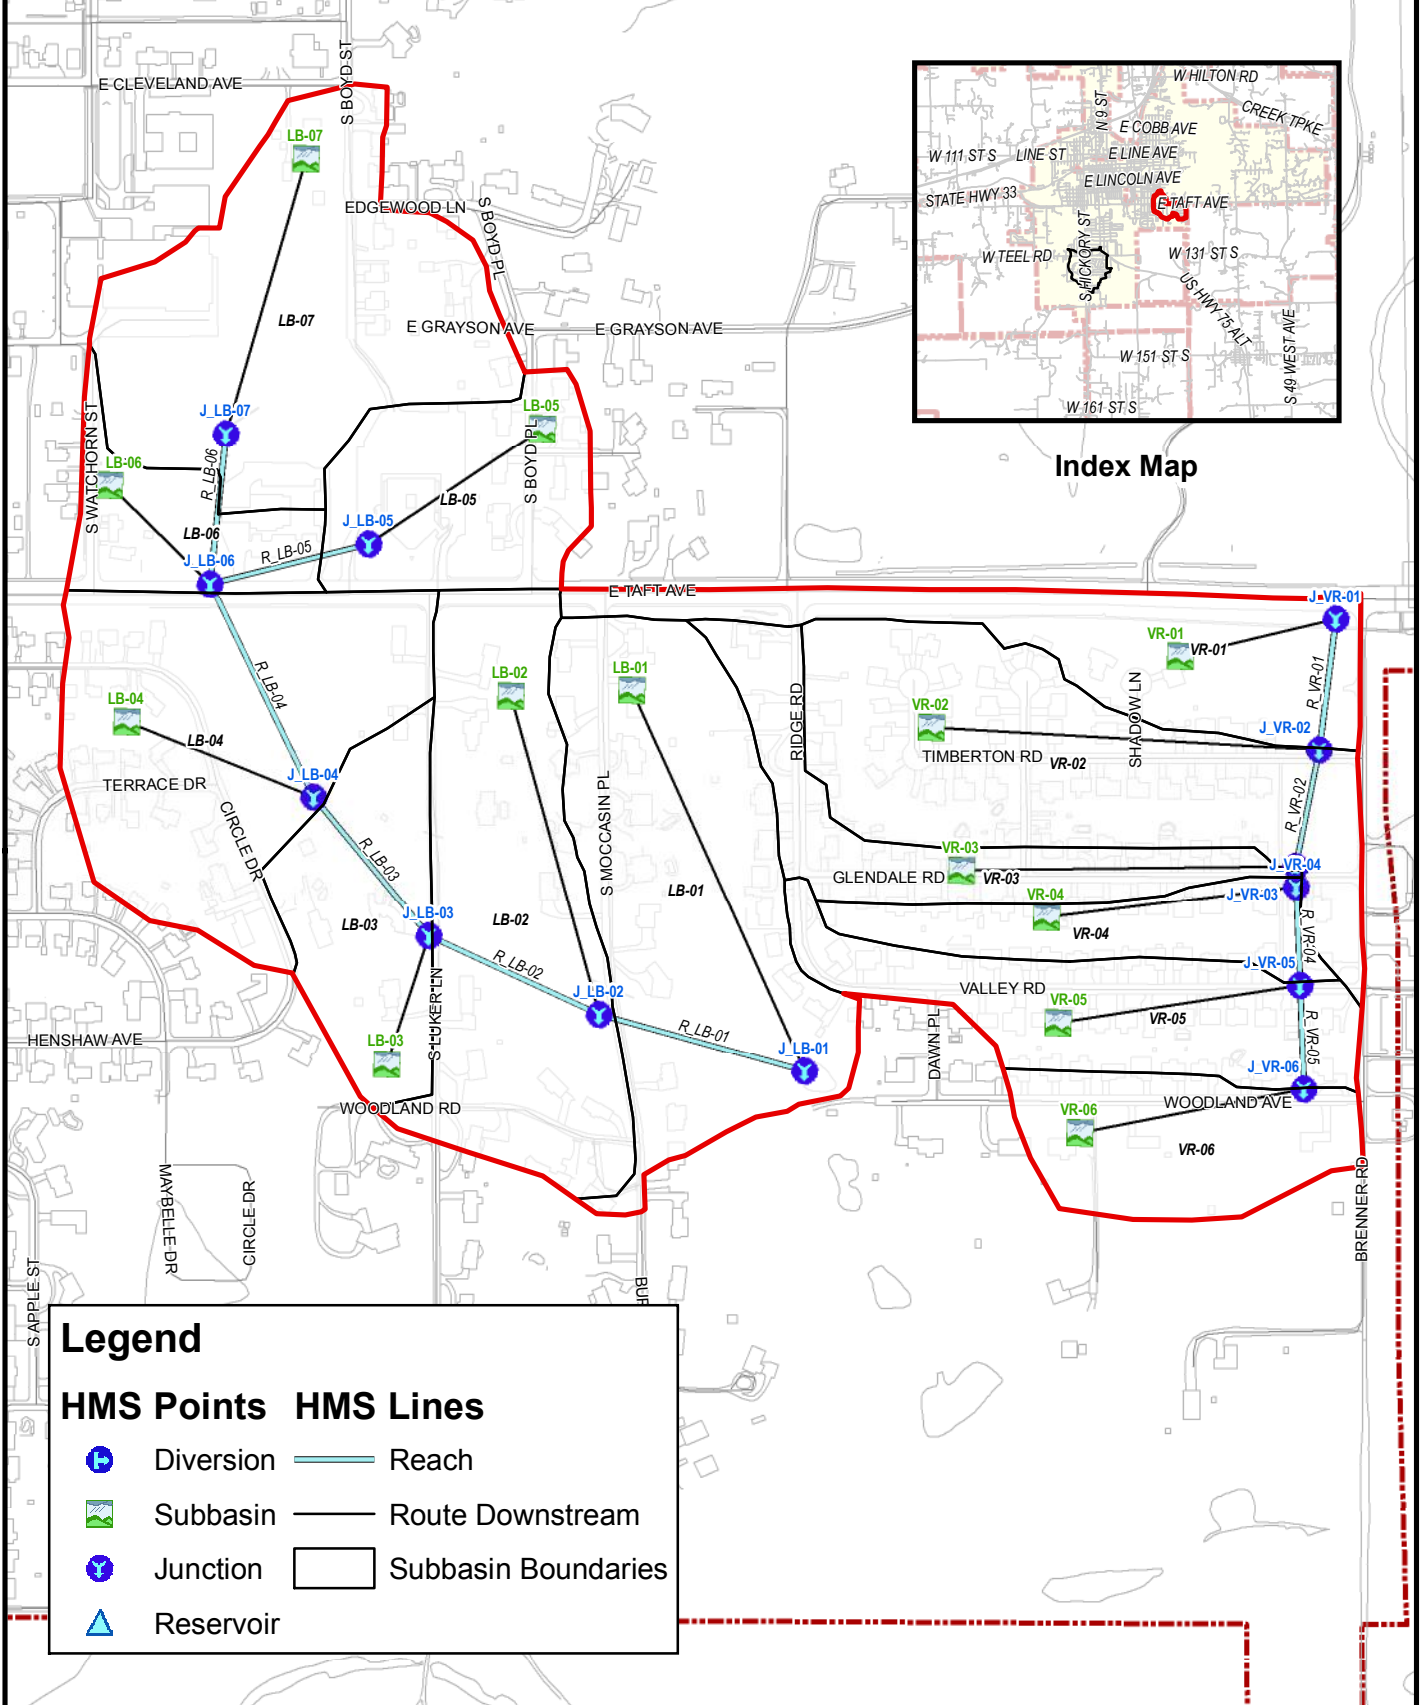 E CLEVELAND AVE
S BOYD ST
LB-07
EDGEWOOD LN
S BOYD PL
LB-07
E GRAYSON AVE
E GRAYSON AVE
W HILTON RD
N 9 ST
CREEK TPKE
E COBB AVE
W 111 ST S
LINE ST
E LINE AVE
E LINCOLN AVE
STATE HWY 33
E TAFT AVE
S HICKORY ST
W TEEL RD
W 131 ST S
US HWY 75 ALT
S 49 WEST AVE
W 151 ST S
W 161 ST S
Index Map
J_LB-07
LB-05
S WATCHORN ST
LB-06
R_LB-06
S BOYD PL
LB-05
J_LB-05
LB-06
R_LB-05
J_LB-06
E TAFT AVE
J_VR-01
VR-01
VR-01
R_VR-01
LB-04
R_LB-04
LB-02
LB-01
RIDGE RD
VR-02
SHADOW LN
J_VR-02
LB-04
TIMBERTON RD
VR-02
TERRACE DR
J_LB-04
CIRCLE DR
R_LB-03
S MOCCASIN PL
R_VR-02
VR-03
J_VR-04
GLENDALE RD
VR-03
LB-01
VR-04
J_VR-03
LB-03
J_LB-03
LB-02
VR-04
R_VR-04
R_LB-02
J_VR-05
J_LB-02
VALLEY RD
VR-05
VR-05
R_LB-01
R_VR-05
HENSHAW AVE
LB-03
S LUKER LN
J_LB-01
DAWN PL
J_VR-06
WOODLAND RD
VR-06
WOODLAND AVE
VR-06
MAYBELLE DR
CIRCLE DR
BRENNER RD
S APPLE ST
BUR
Legend
HMS Points HMS Lines
Diversion Reach
Subbasin Route Downstream
Junction Subbasin Boundaries
Reservoir